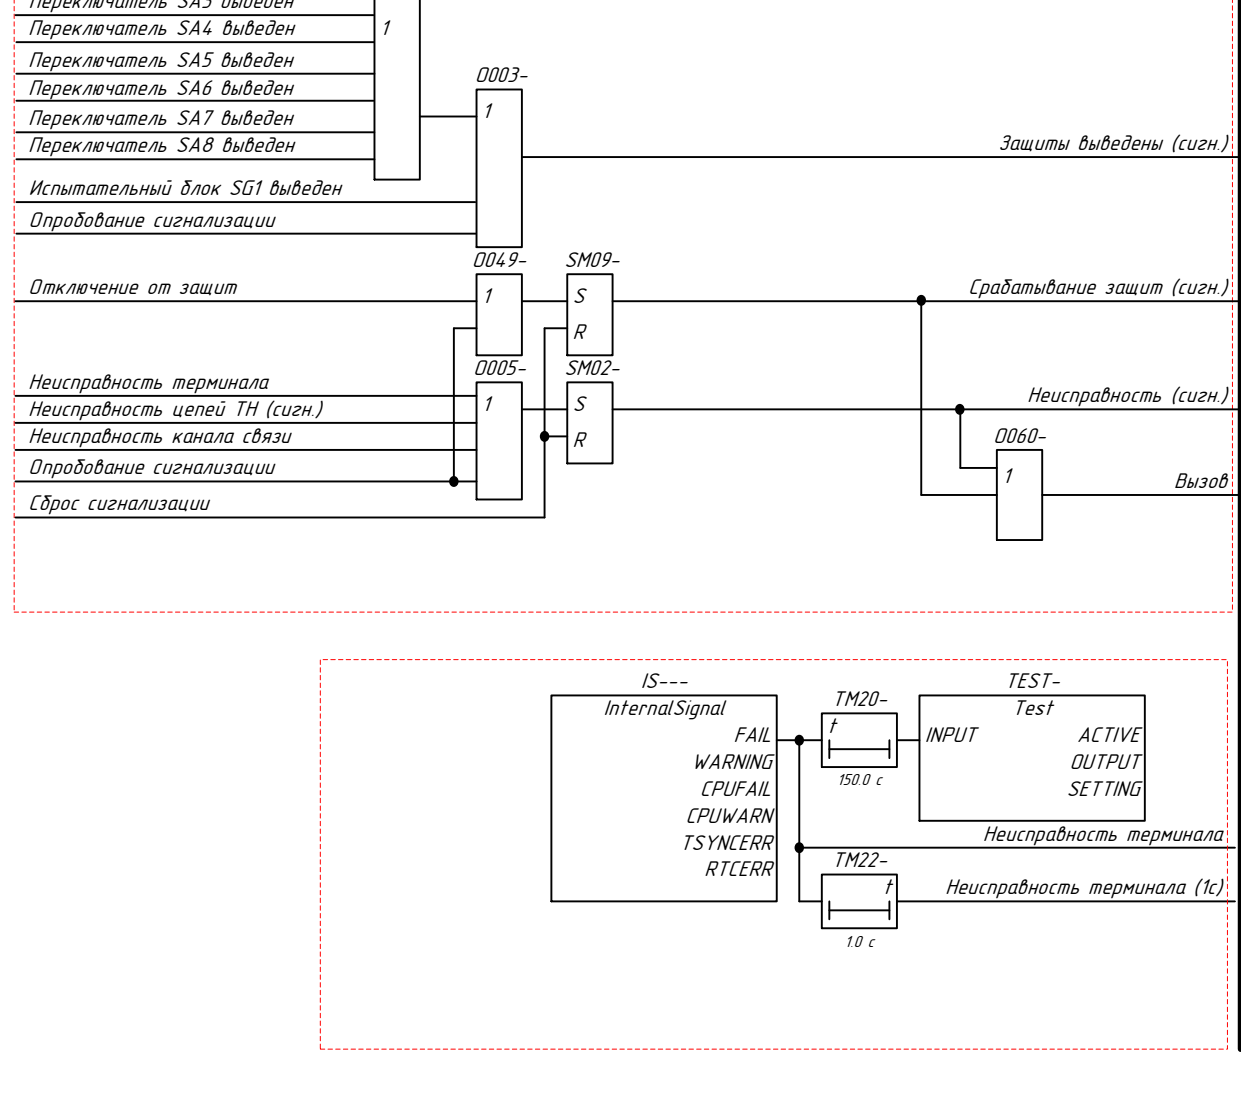 Переключатель SA3 выведен
Переключатель SA4 выведен
1
Переключатель SA5 выведен
Переключатель SA6 выведен
Переключатель SA7 выведен
Переключатель SA8 выведен
O003-
1
Защиты выведены (сигн.)
Испытательный блок SG1 выведен
Опробование сигнализации
O049-
SM09-
Отключение от защит
1
S
R
Срабатывание защит (сигн.)
O005-
SM02-
Неисправность терминала
Неисправность цепей ТН (сигн.)
Неисправность канала связи
Опробование сигнализации
Сброс сигнализации
1
S
R
Неисправность (сигн.)
O060-
1
Вызов
IS---
InternalSignal
FAIL
WARNING
CPUFAIL
CPUWARN
TSYNCERR
RTCERR
TM20-
t
150.0 с
TEST-
Test
INPUT
ACTIVE
OUTPUT
SETTING
Неисправность терминала
TM22-
t
1.0 с
Неисправность терминала (1с)